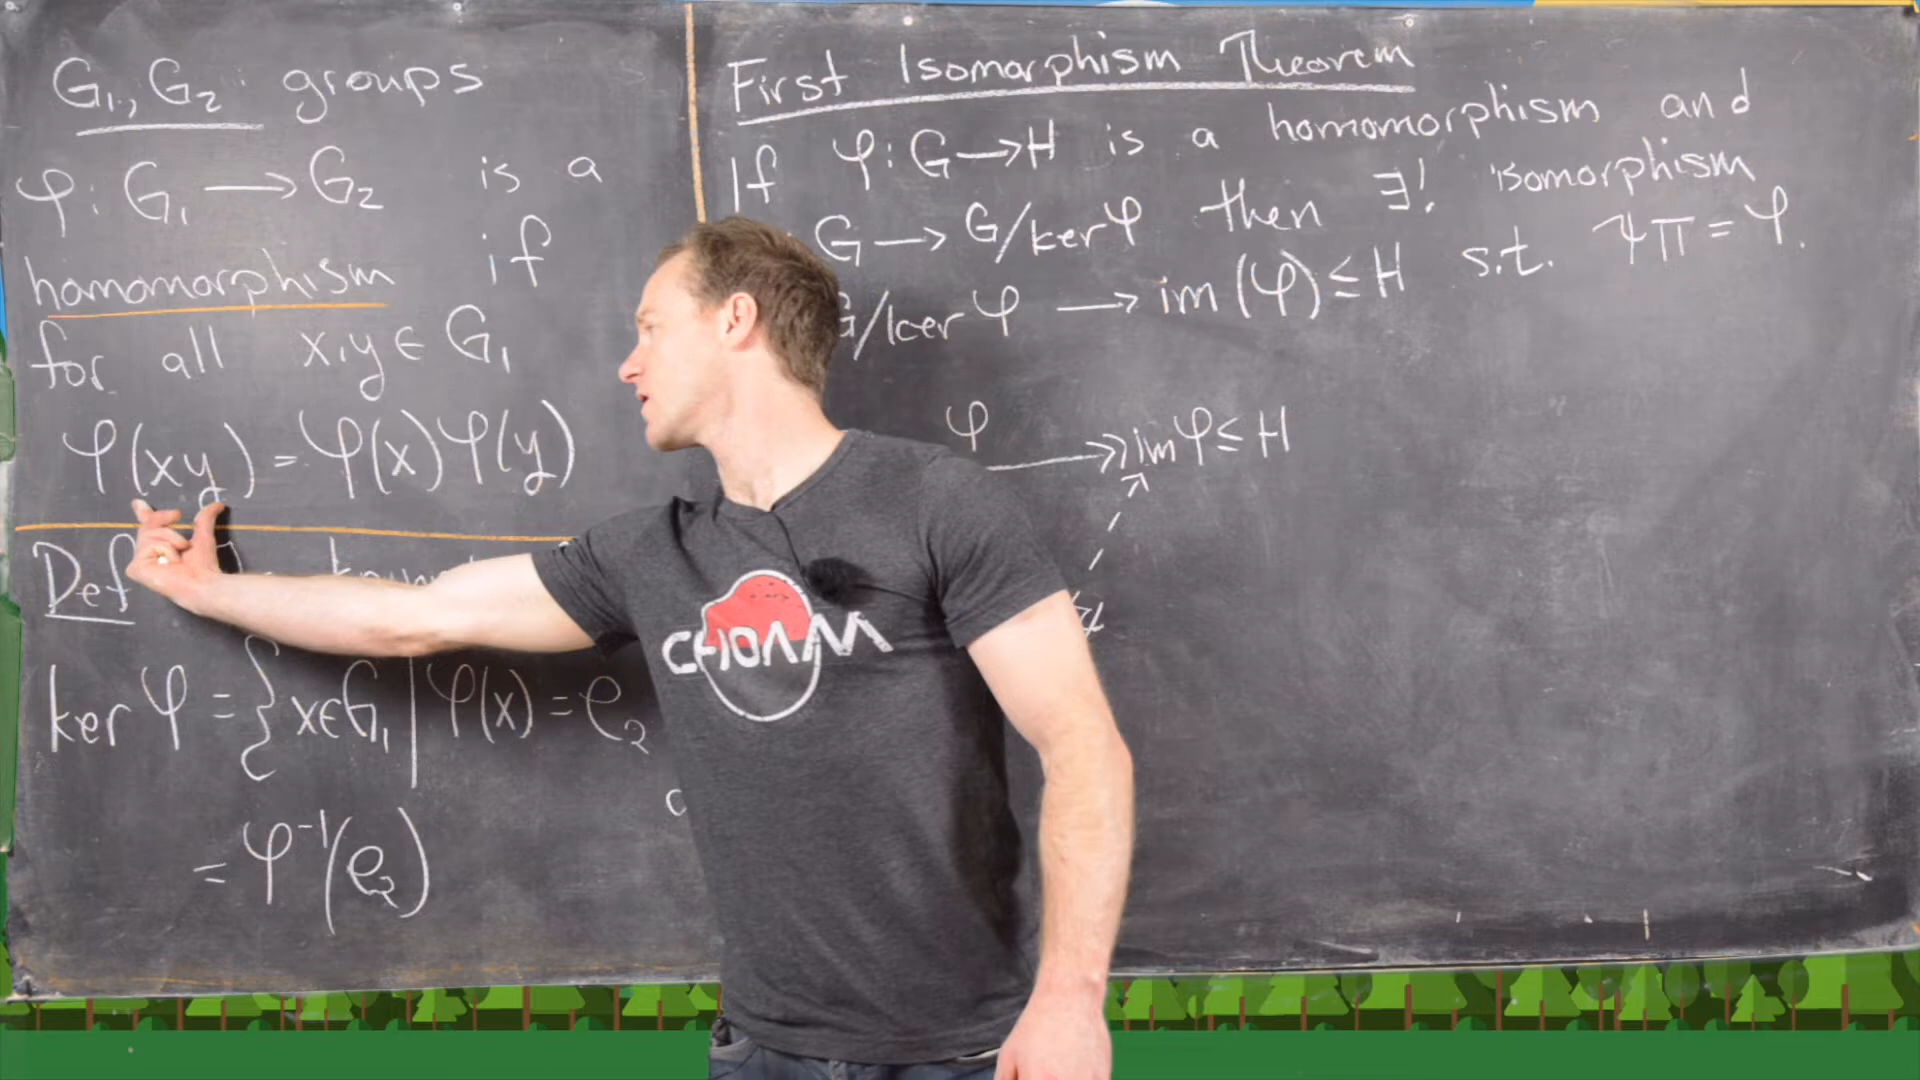 G₁, G₂ groups
φ: G₁ → G₂ is a
homomorphism if
for all x,y ∈ G₁
φ(xy) = φ(x)φ(y)
Def
ker φ = { x∈G₁ | φ(x) = e₂
= φ⁻¹(e₂)
First Isomorphism Theorem
If φ: G → H is a homomorphism and
G → G/ker φ then ∃! isomorphism
G/ker φ → im (φ) ≤ H s.t. ψπ = φ.
φ
im φ ≤ H
CHOAM